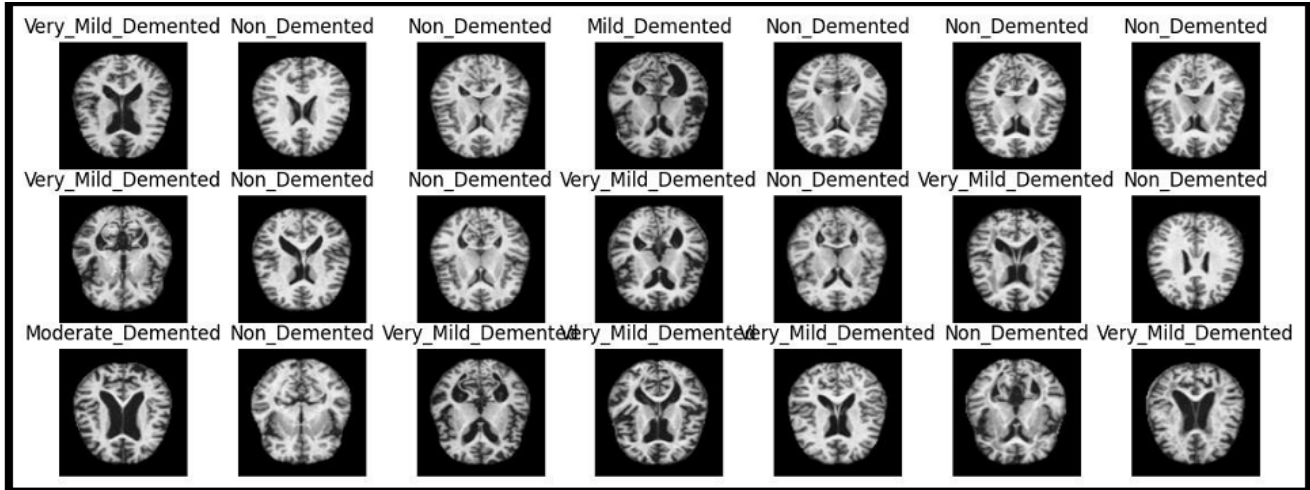 Very_Mild_Demented Non_Demented Non_Demented Mild_Demented Non_Demented Non_Demented Non_Demented
Very_Mild_Demented Non_Demented Non_Demented Very_Mild_Demented Non_Demented Very_Mild_Demented Non_Demented
Moderate_Demented Non_Demented Very_Mild_Demented Very_Mild_Demented Very_Mild_Demented Non_Demented Very_Mild_Demented